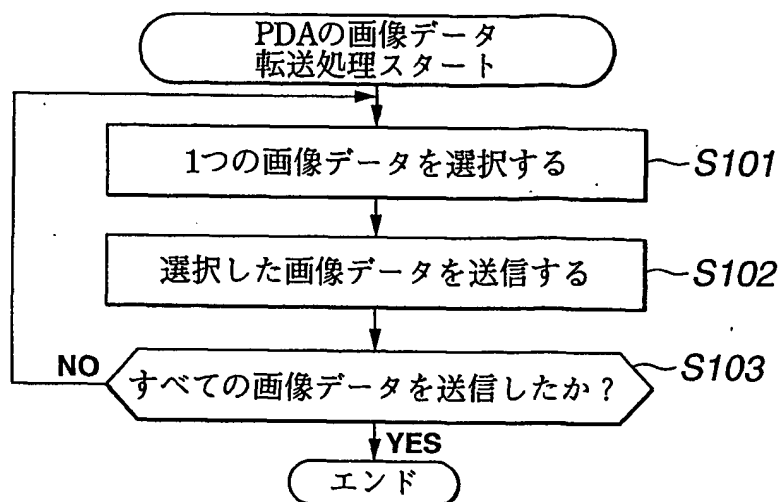 PDAの画像データ
転送処理スタート
1つの画像データを選択する
S101
選択した画像データを送信する
S102
すべての画像データを送信したか？
S103
NO
YES
エンド